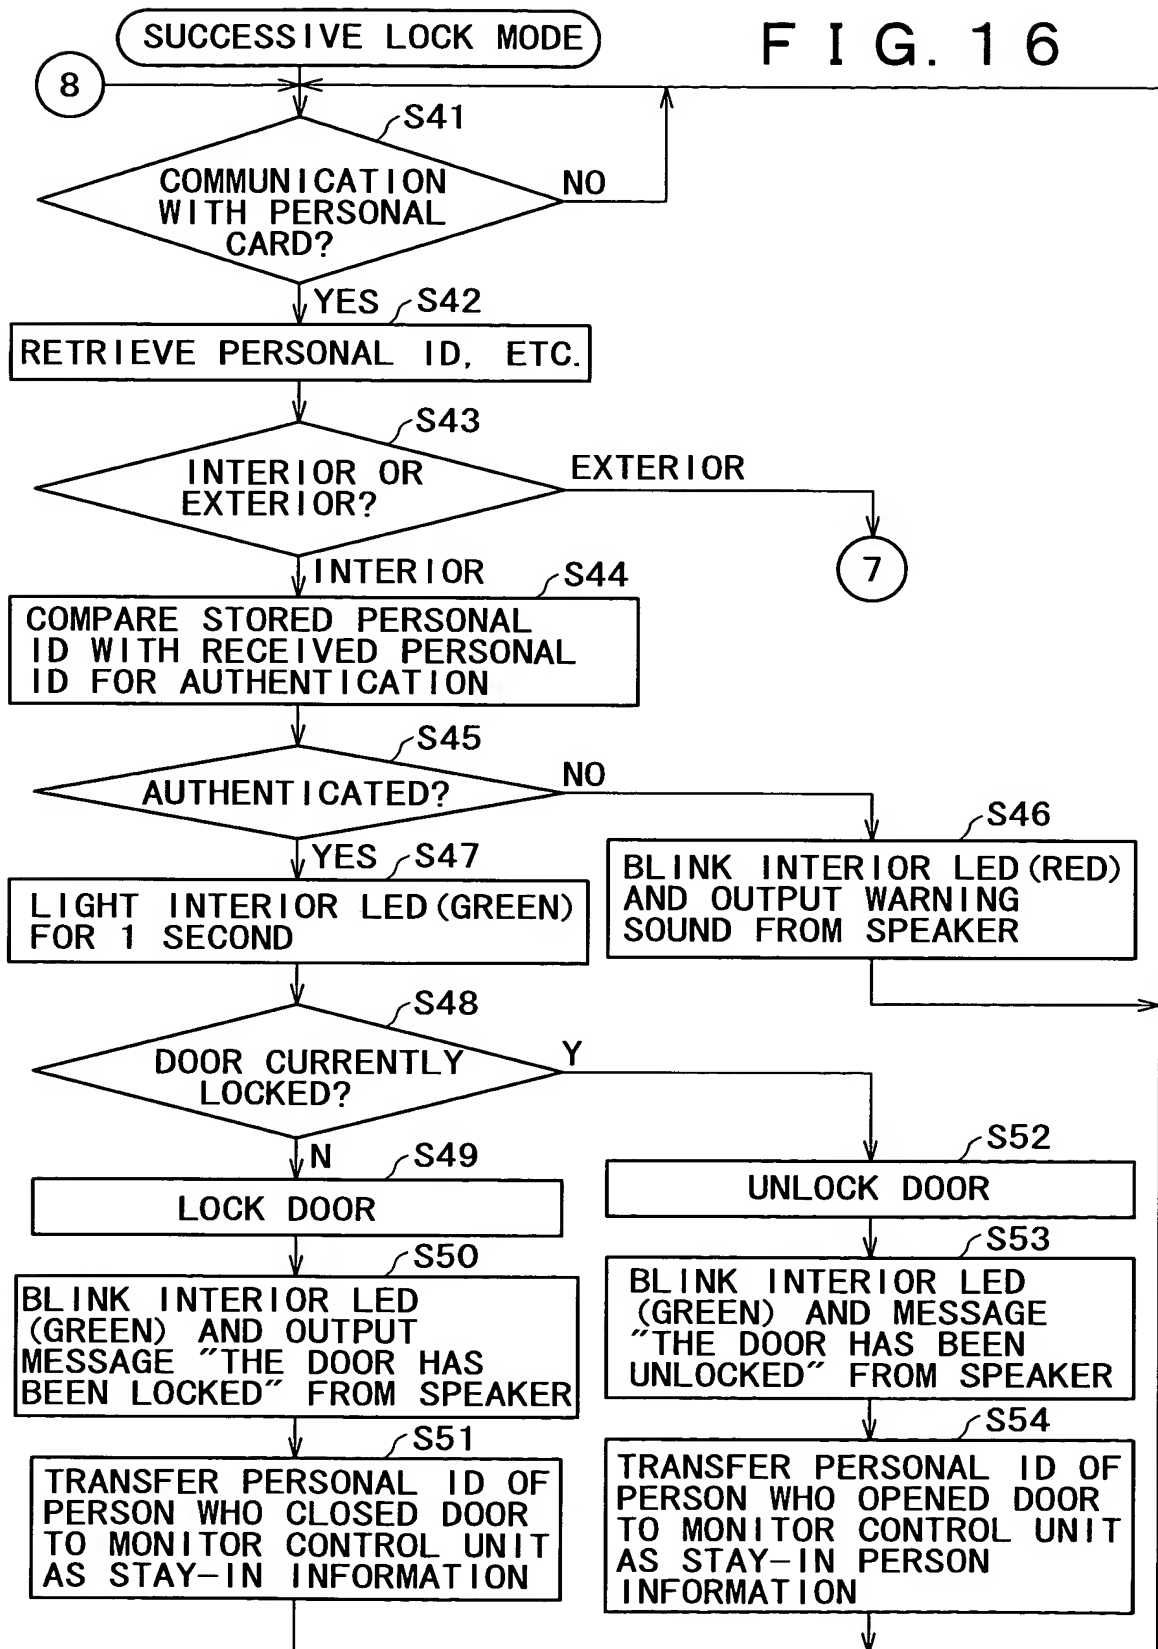 SUCCESSIVE LOCK MODE
FIG. 16
8
S41
COMMUNICATION
WITH PERSONAL
CARD?
NO
YES
S42
RETRIEVE PERSONAL ID, ETC.
S43
INTERIOR OR
EXTERIOR?
EXTERIOR
7
INTERIOR
S44
COMPARE STORED PERSONAL
ID WITH RECEIVED PERSONAL
ID FOR AUTHENTICATION
S45
AUTHENTICATED?
NO
S46
BLINK INTERIOR LED (RED)
AND OUTPUT WARNING
SOUND FROM SPEAKER
YES
S47
LIGHT INTERIOR LED (GREEN)
FOR 1 SECOND
S48
DOOR CURRENTLY
LOCKED?
Y
N
S49
LOCK DOOR
S50
BLINK INTERIOR LED
(GREEN) AND OUTPUT
MESSAGE "THE DOOR HAS
BEEN LOCKED" FROM SPEAKER
S51
TRANSFER PERSONAL ID OF
PERSON WHO CLOSED DOOR
TO MONITOR CONTROL UNIT
AS STAY-IN INFORMATION
S52
UNLOCK DOOR
S53
BLINK INTERIOR LED
(GREEN) AND MESSAGE
"THE DOOR HAS BEEN
UNLOCKED" FROM SPEAKER
S54
TRANSFER PERSONAL ID OF
PERSON WHO OPENED DOOR
TO MONITOR CONTROL UNIT
AS STAY-IN PERSON
INFORMATION